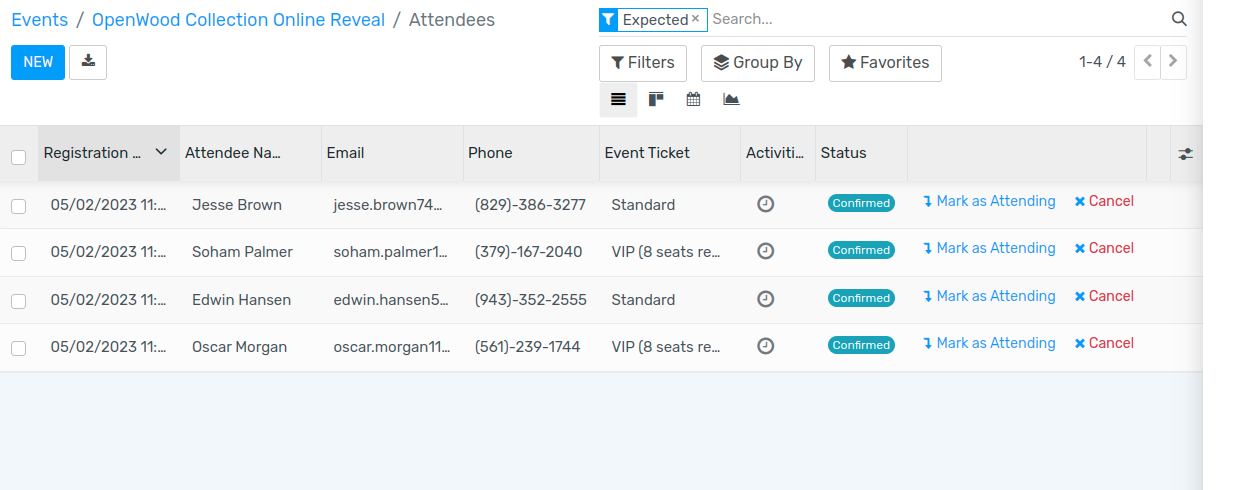 Events / OpenWood Collection Online Reveal / Attendees
Expected × Search...
NEW
Filters Group By Favorites 1-4 / 4
Registration ... Attendee Na... Email Phone Event Ticket Activiti... Status
05/02/2023 11:... Jesse Brown jesse.brown74... (829)-386-3277 Standard Confirmed Mark as Attending Cancel
05/02/2023 11:... Soham Palmer soham.palmer1... (379)-167-2040 VIP (8 seats re... Confirmed Mark as Attending Cancel
05/02/2023 11:... Edwin Hansen edwin.hansen5... (943)-352-2555 Standard Confirmed Mark as Attending Cancel
05/02/2023 11:... Oscar Morgan oscar.morgan11... (561)-239-1744 VIP (8 seats re... Confirmed Mark as Attending Cancel